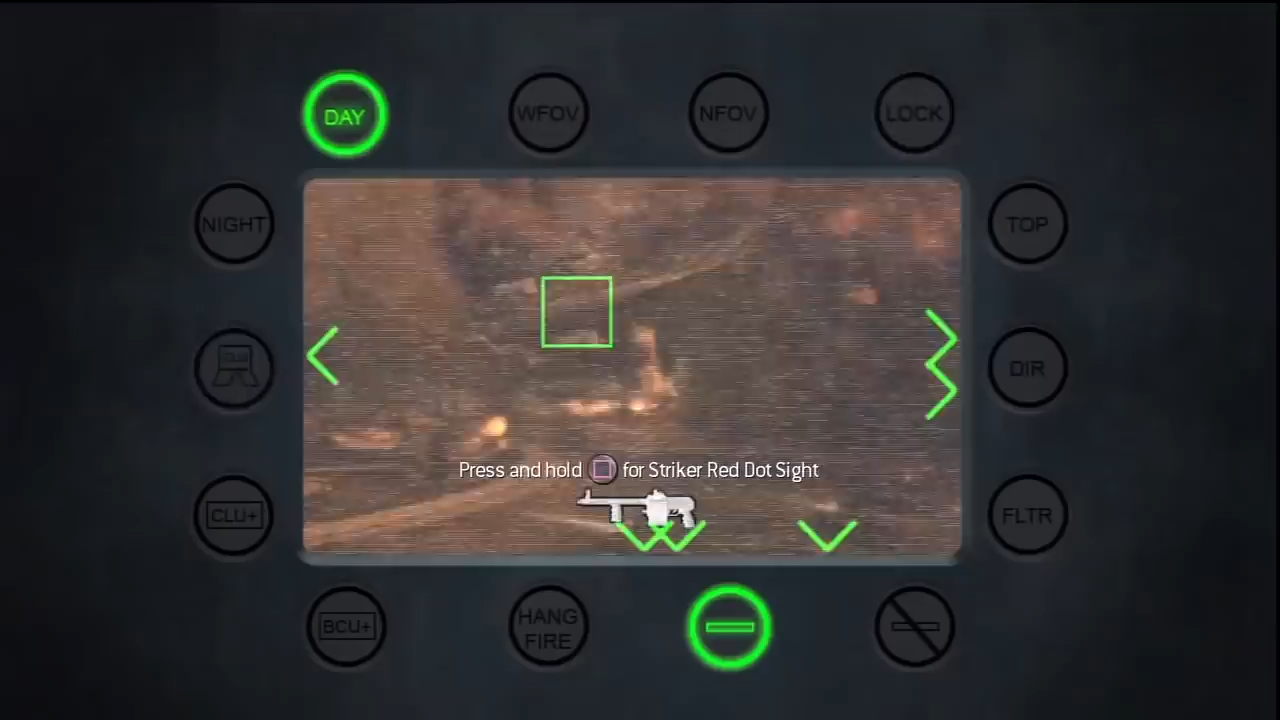 DAY
WFOV
NFOV
LOCK
NIGHT
TOP
DIR
CLU+
Press and hold for Striker Red Dot Sight
FLTR
BCU+
HANG
FIRE